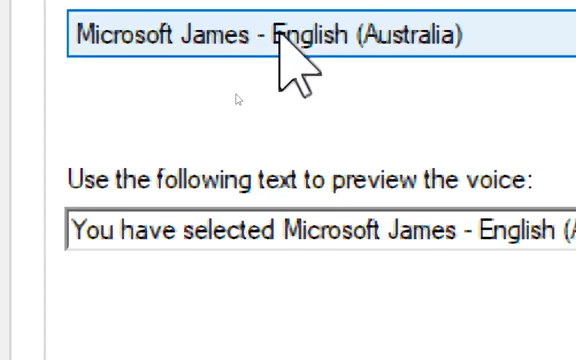 Microsoft James - English (Australia)
Use the following text to preview the voice:
You have selected Microsoft James - English (